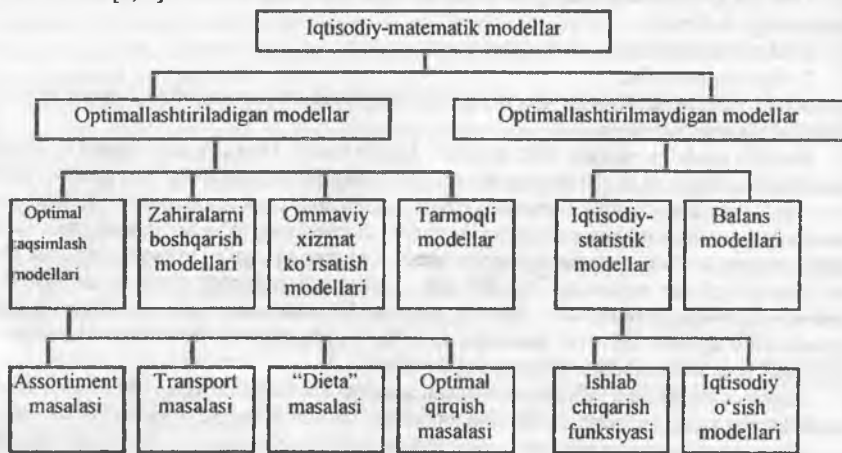 Iqtisodiy-matematik modellar
Optimallashtiriladigan modellar
Optimallashtirilmaydigan modellar
Optimal
taqsimlash
modellari
Zahiralarni
boshqarish
modellari
Ommaviy
xizmat
ko‘rsatish
modellari
Tarmoqli
modellar
Iqtisodiy-
statistik
modellar
Balans
modellari
Assortiment
masalasi
Transport
masalasi
“Dieta”
masalasi
Optimal
qirqish
masalasi
Ishlab
chiqarish
funksiyasi
Iqtisodiy
o‘sish
modellari